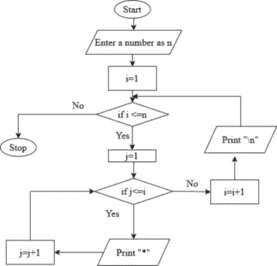 Start
Enter a number as n
i=1
No
if i <=n
Yes
Stop
j=1
Print "\n"
if j<=i
No
i=i+1
Yes
j=j+1
Print "*"